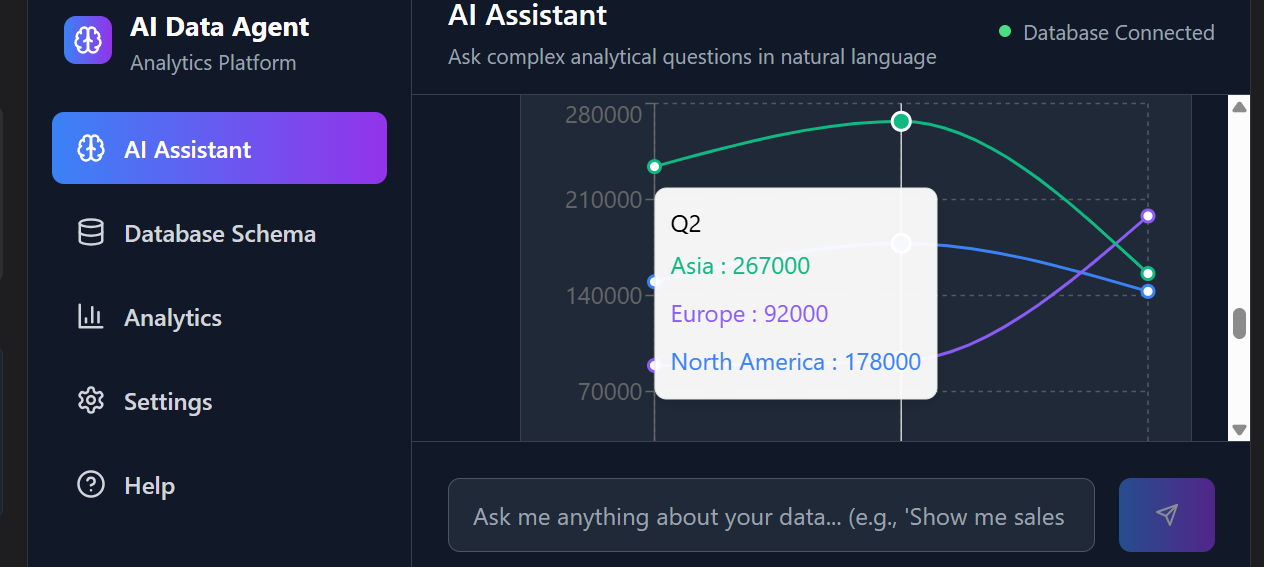 AI Data Agent
Analytics Platform
AI Assistant
Database Schema
Analytics
Settings
Help
AI Assistant
Ask complex analytical questions in natural language
Database Connected
280000
210000
140000
70000
Q2
Asia : 267000
Europe : 92000
North America : 178000
Ask me anything about your data... (e.g., 'Show me sales